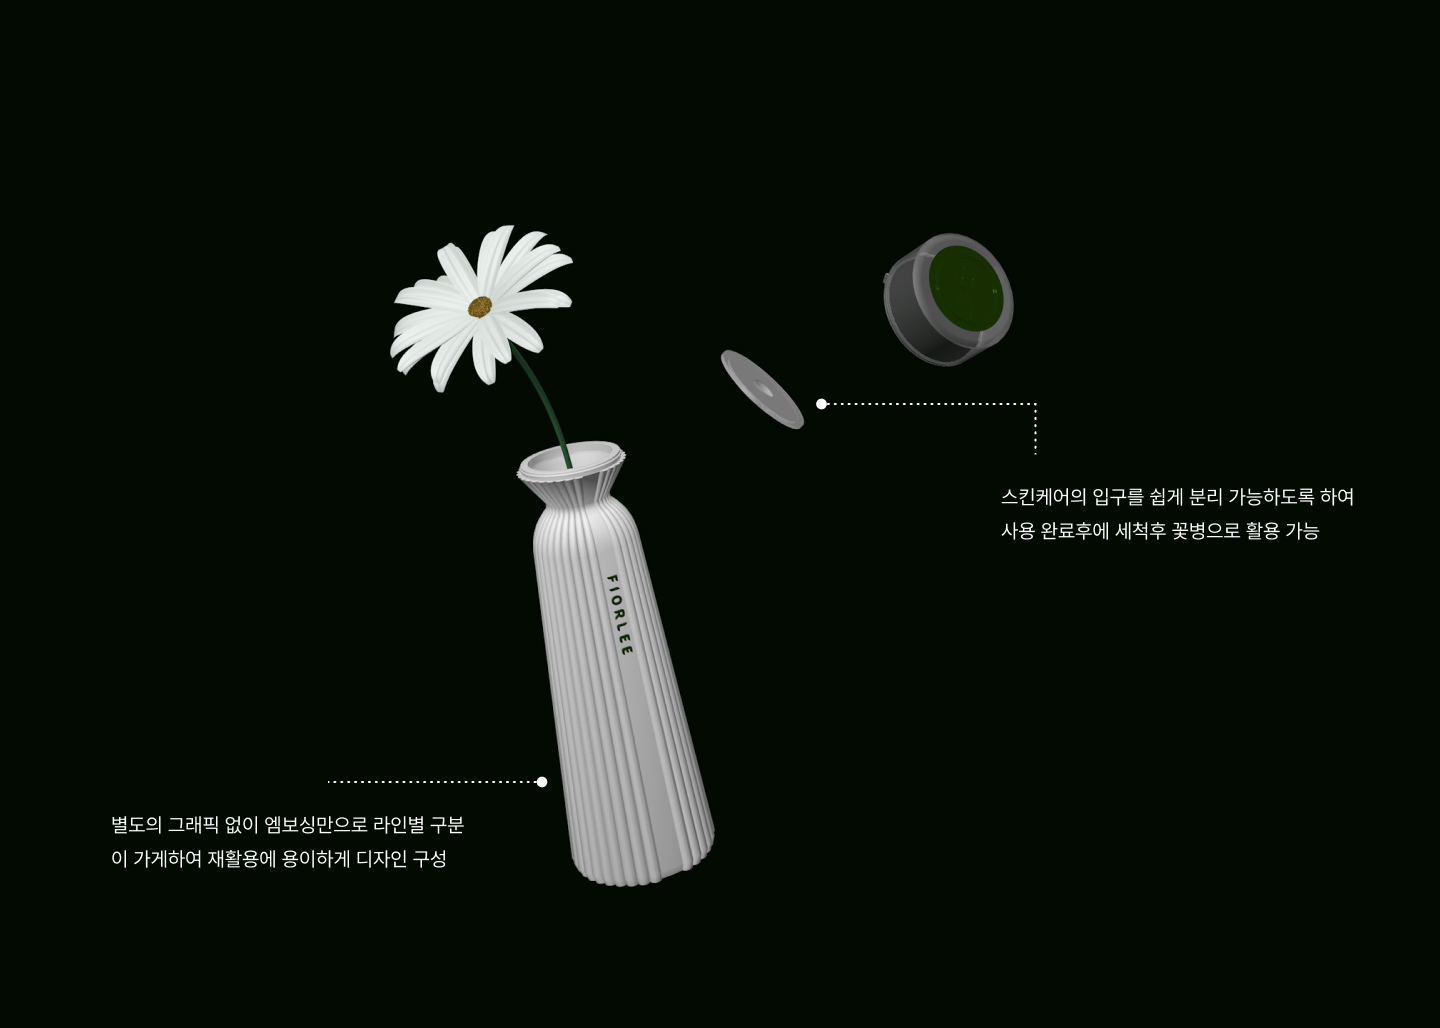 스킨케어의 입구를 쉽게 분리 가능하도록 하여
사용 완료후에 세척후 꽃병으로 활용 가능
FIORLEE
별도의 그래픽 없이 엠보싱만으로 라인별 구분
이 가게하여 재활용에 용이하게 디자인 구성